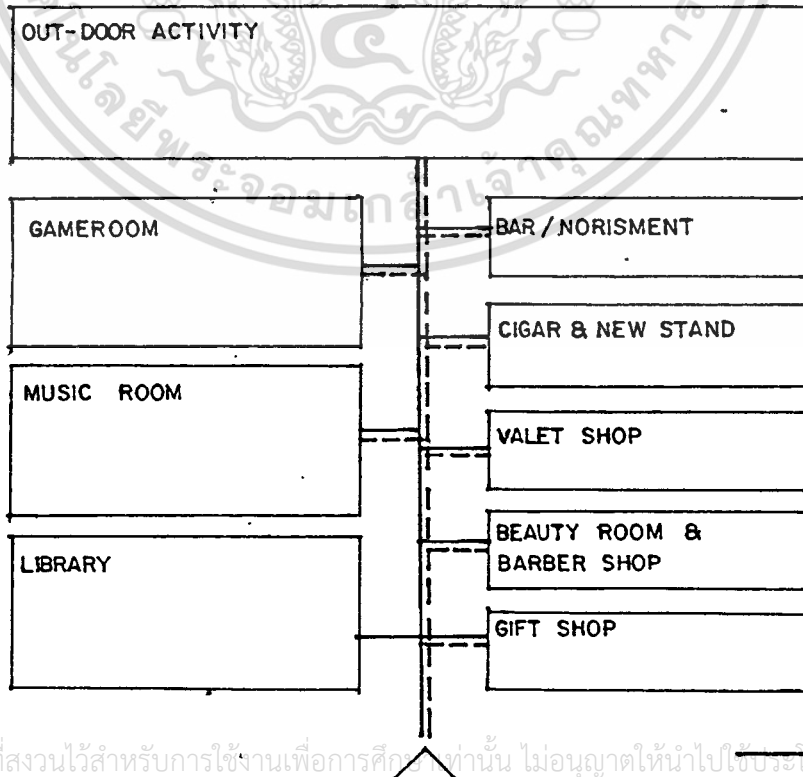 OUT-DOOR ACTIVITY
GAMEROOM
BAR / NORISMENT
CIGAR & NEW STAND
MUSIC ROOM
VALET SHOP
BEAUTY ROOM &
BARBER SHOP
LIBRARY
GIFT SHOP